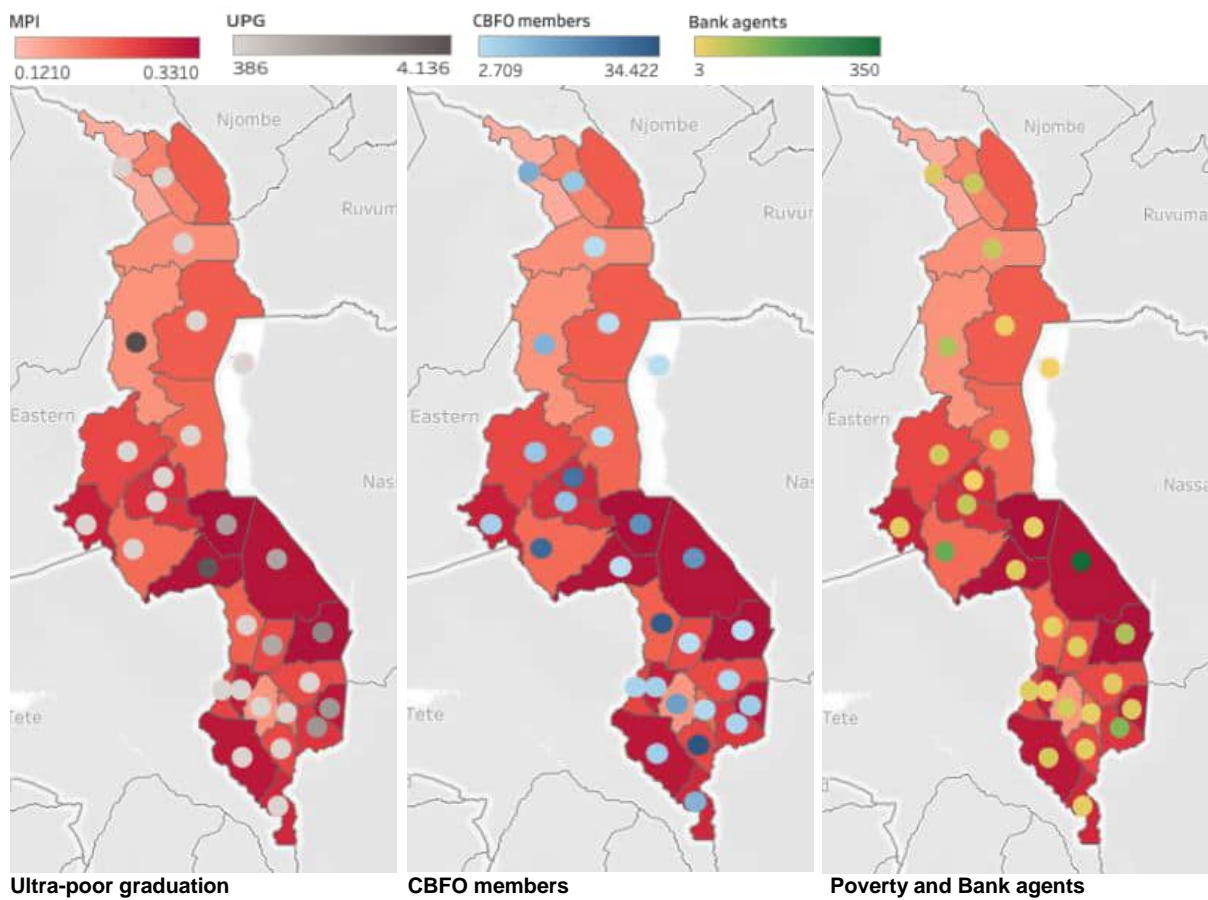 MPI UPG CBFO members Bank agents
0.1210 0.3310 386 4.136 2.709 34.422 3 350
Njombe Njombe Njombe
Ruvum Ruvur Ruvuma
Eastern Eastern Eastern
Nas Nas Nassa
Tete Tete Tete
Ultra-poor graduation CBFO members Poverty and Bank agents